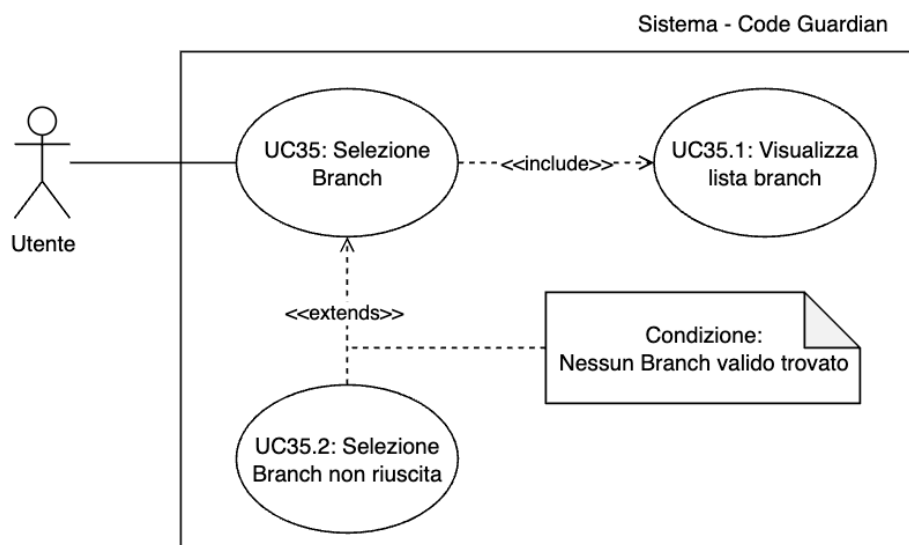 Sistema - Code Guardian
UC35: Selezione
Branch
<<include>>
UC35.1: Visualizza
lista branch
Utente
<<extends>>
Condizione:
Nessun Branch valido trovato
UC35.2: Selezione
Branch non riuscita